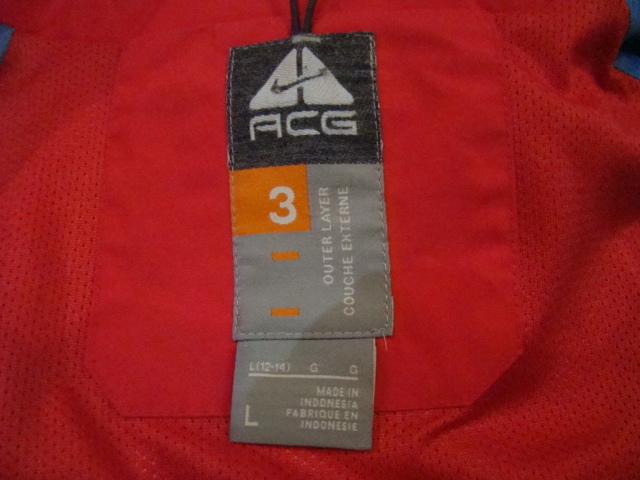 ACG
3
OUTER LAYER
COUCHE EXTERNE
L(12-14) G G
L
MADE IN
INDONESIA
FABRIQUE EN
INDONESIE